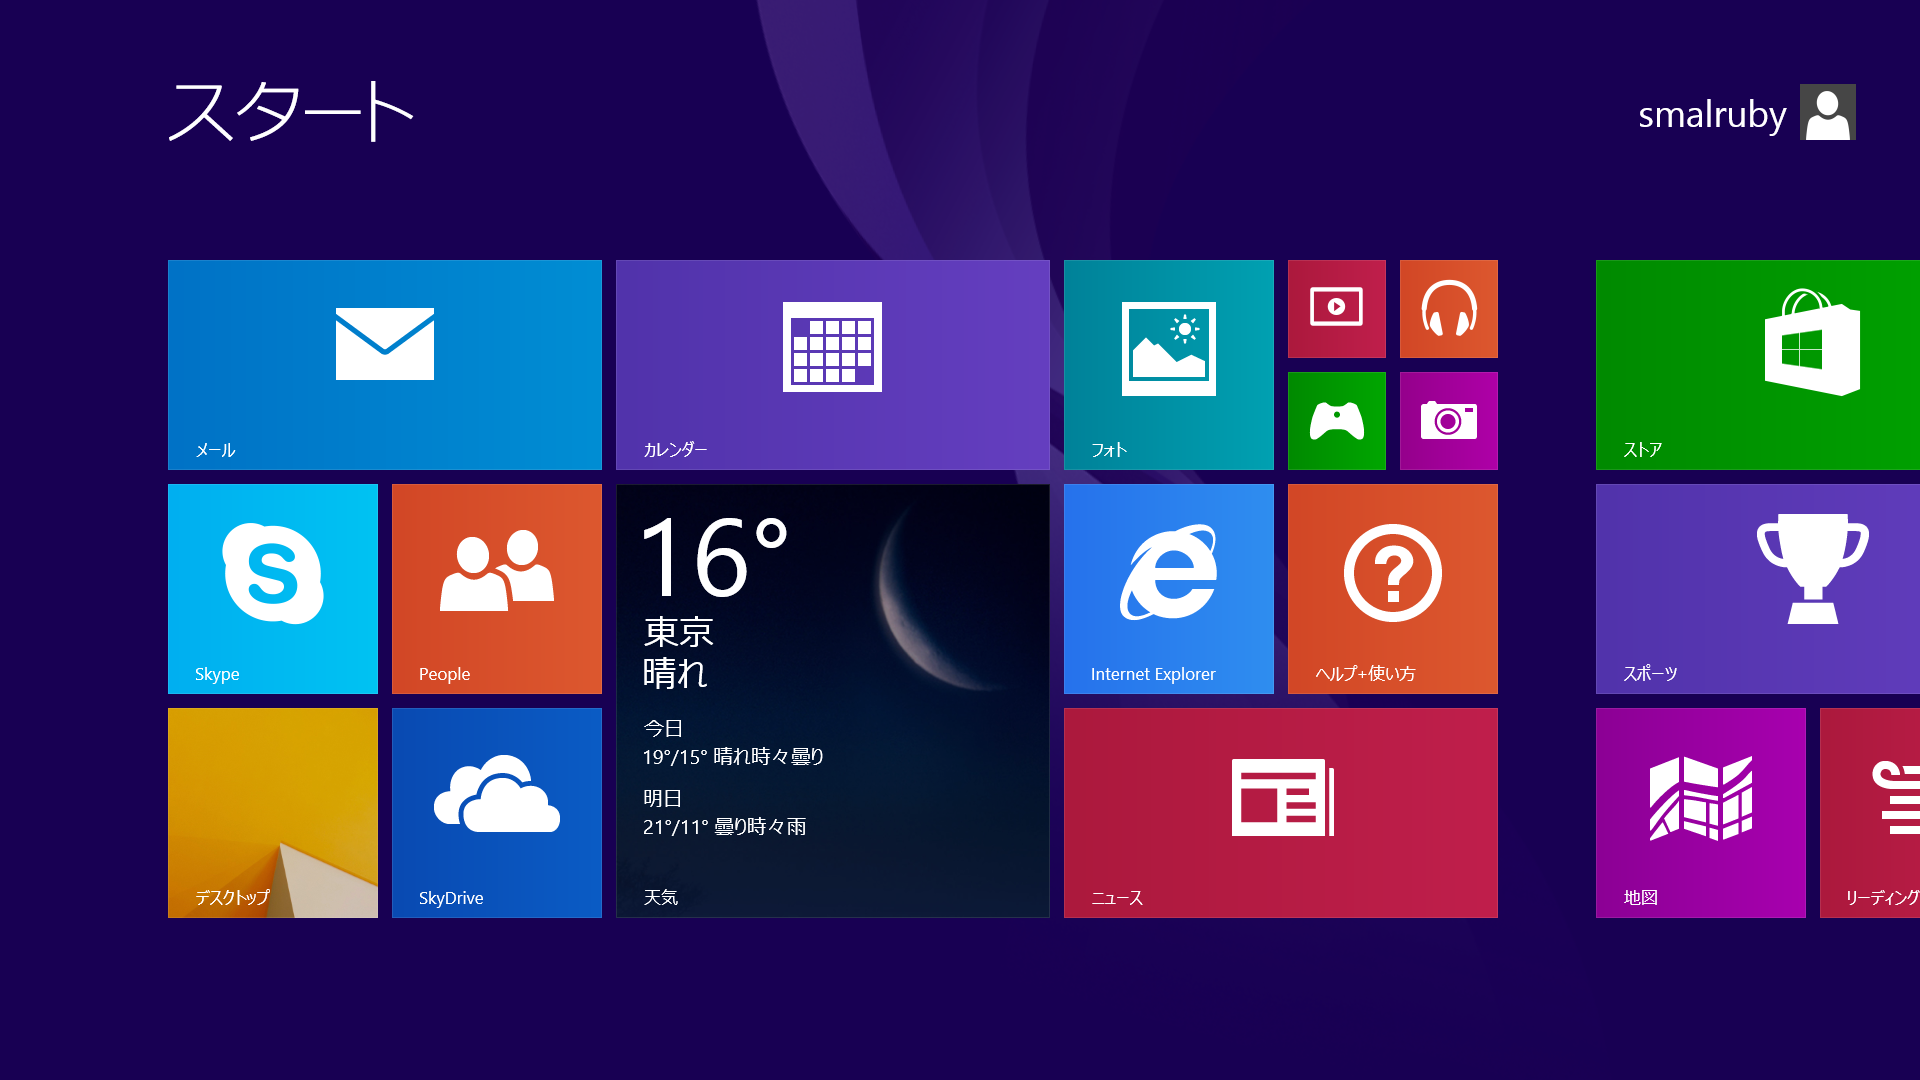 スタート
smalruby
メール
カレンダー
フォト
ストア
Skype
People
16°
東京
晴れ
今日
19°/15° 晴れ時々曇り
明日
21°/11° 曇り時々雨
天気
Internet Explorer
ヘルプ+使い方
スポーツ
デスクトップ
SkyDrive
ニュース
地図
リーディング